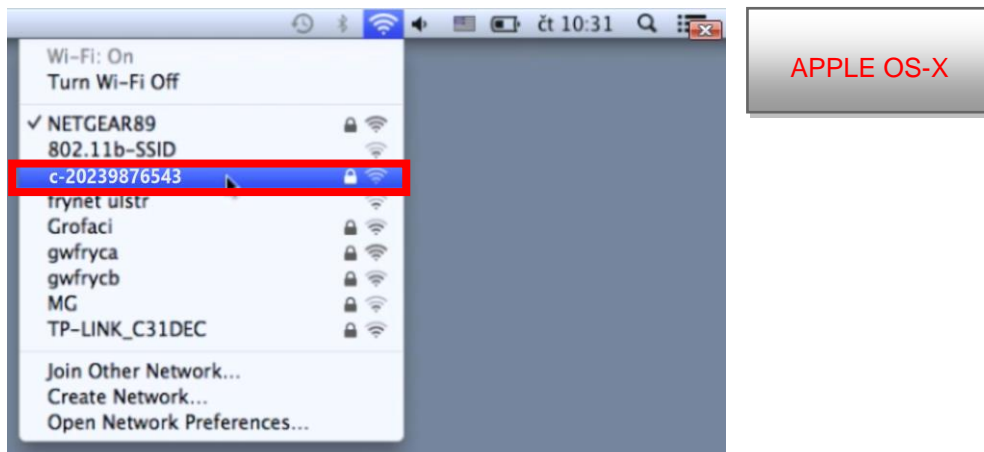 čt 10:31
APPLE OS-X
Wi-Fi: On
Turn Wi-Fi Off
NETGEAR89
802.11b-SSID
c-20239876543
frynet ulstr
Grofaci
gwfryca
gwfrycb
MG
TP-LINK_C31DEC
Join Other Network...
Create Network...
Open Network Preferences...